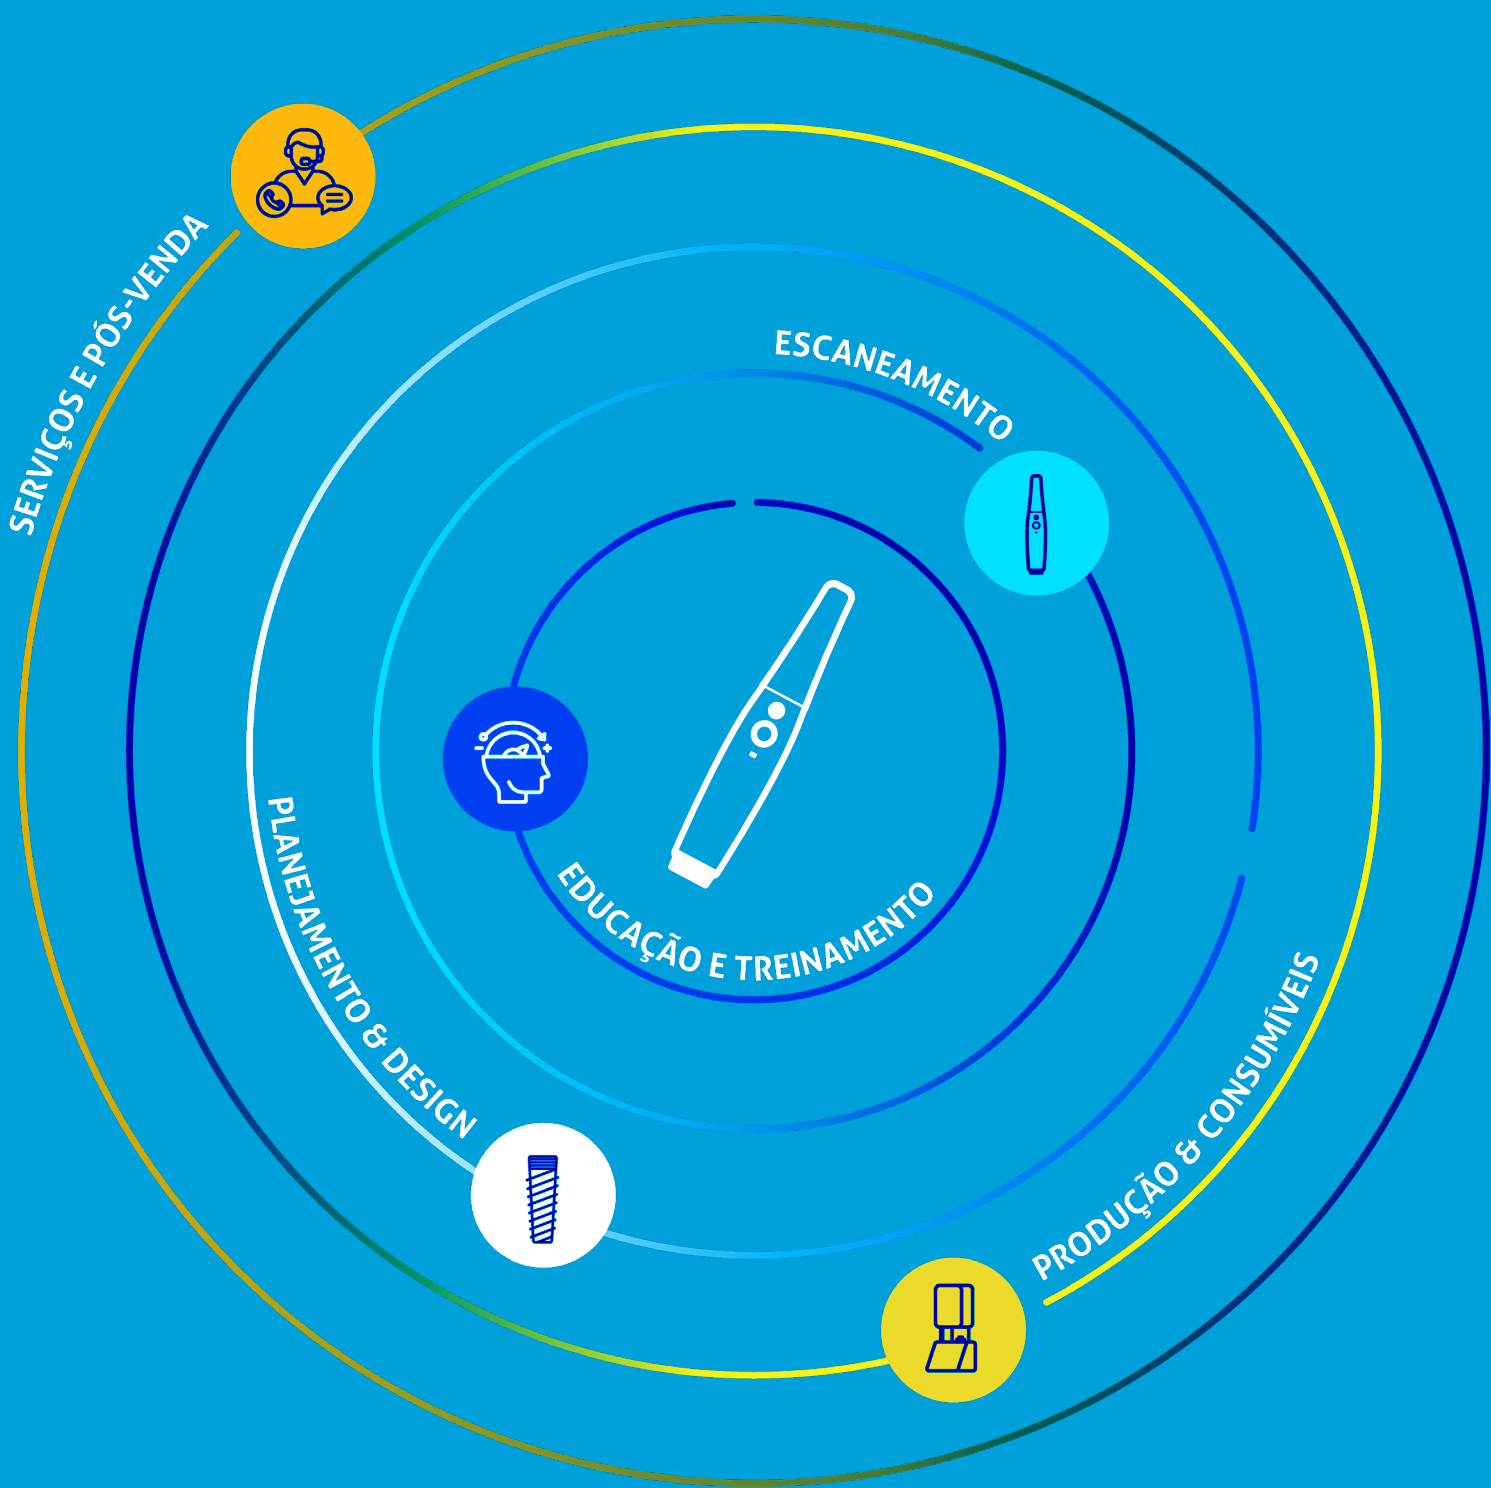 SERVIÇOS E PÓS-VENDA
ESCANEAMENTO
PLANEJAMENTO & DESIGN
EDUCAÇÃO E TREINAMENTO
PRODUÇÃO & CONSUMÍVEIS